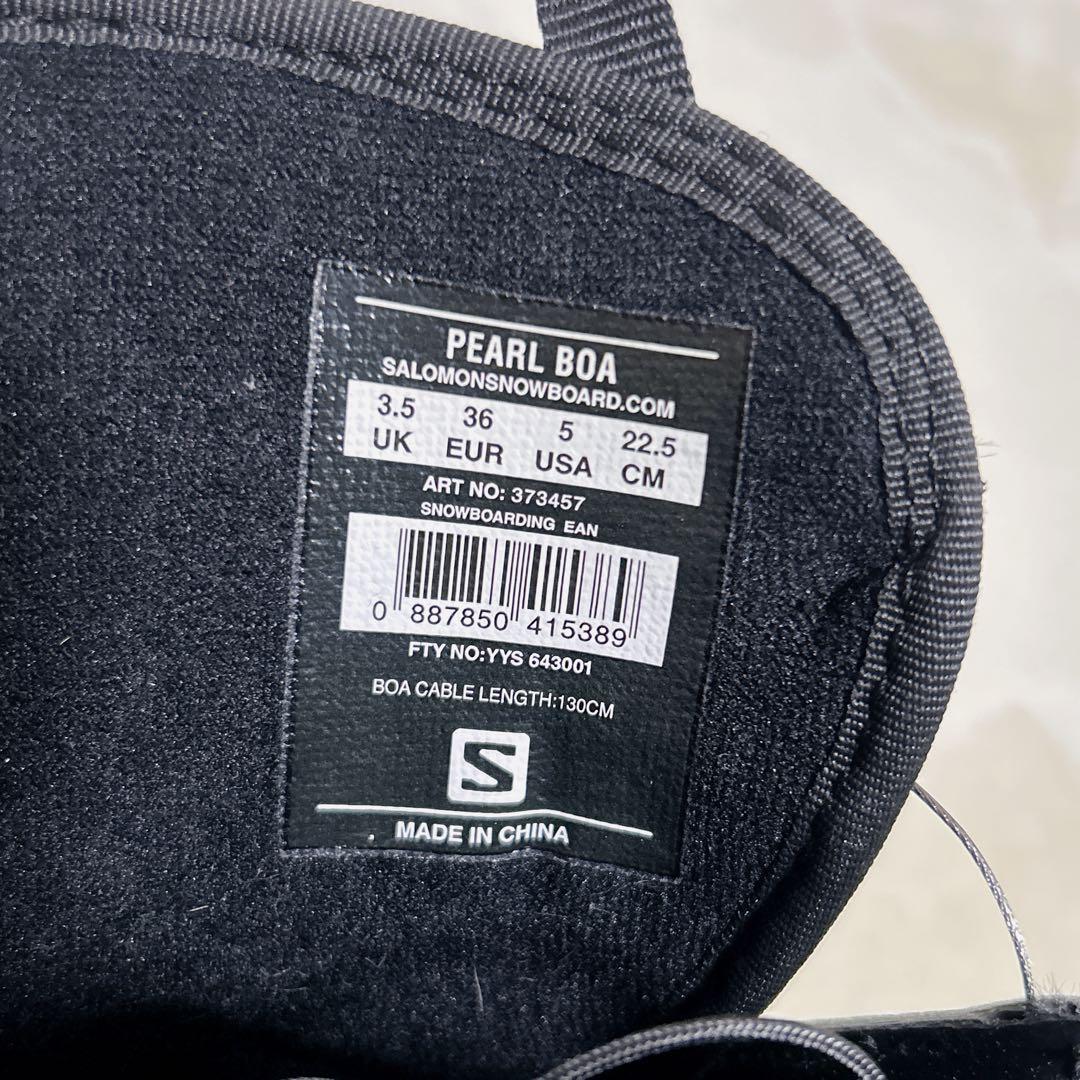 PEARL BOA
SALOMONSNOWBOARD.COM
3.5 36 5 22.5
UK EUR USA CM
ART NO: 373457
SNOWBOARDING EAN
0 887850 415389
FTY NO:YYS 643001
BOA CABLE LENGTH:130CM
S
MADE IN CHINA